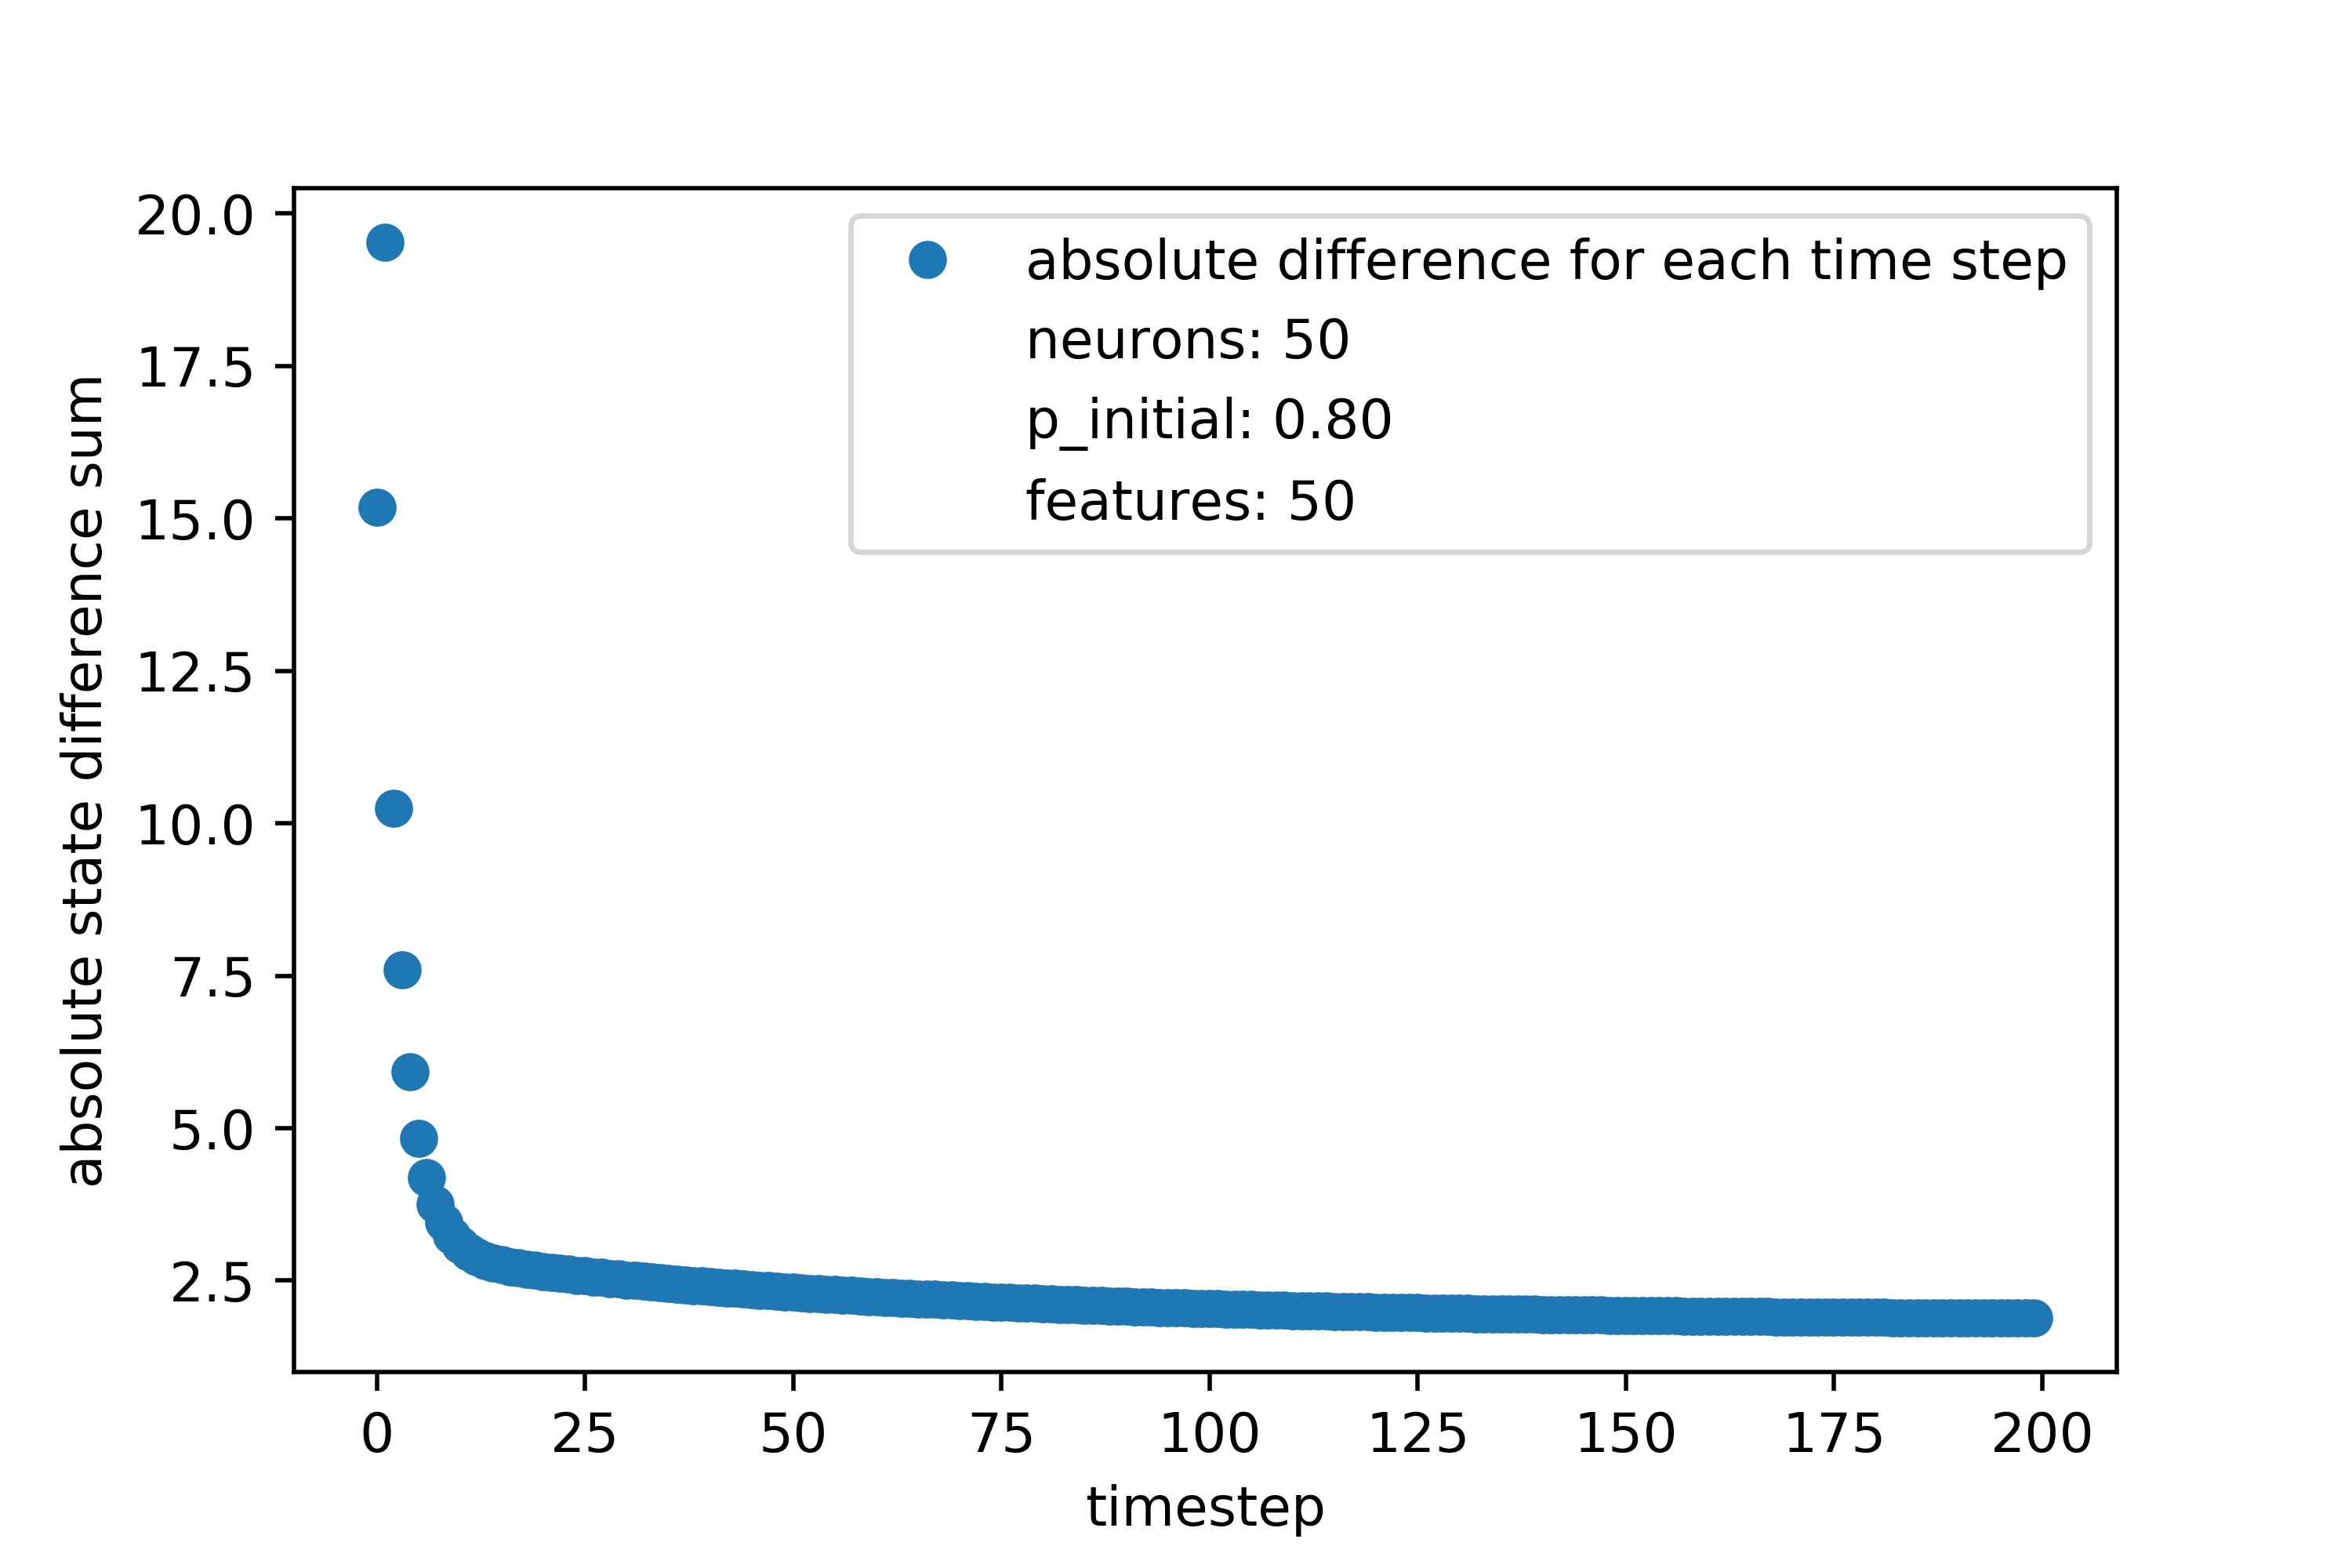 absolute state difference sum
20.0
17.5
15.0
12.5
10.0
7.5
5.0
2.5
absolute difference for each time step
neurons: 50
p_initial: 0.80
features: 50
0 25 50 75 100 125 150 175 200
timestep